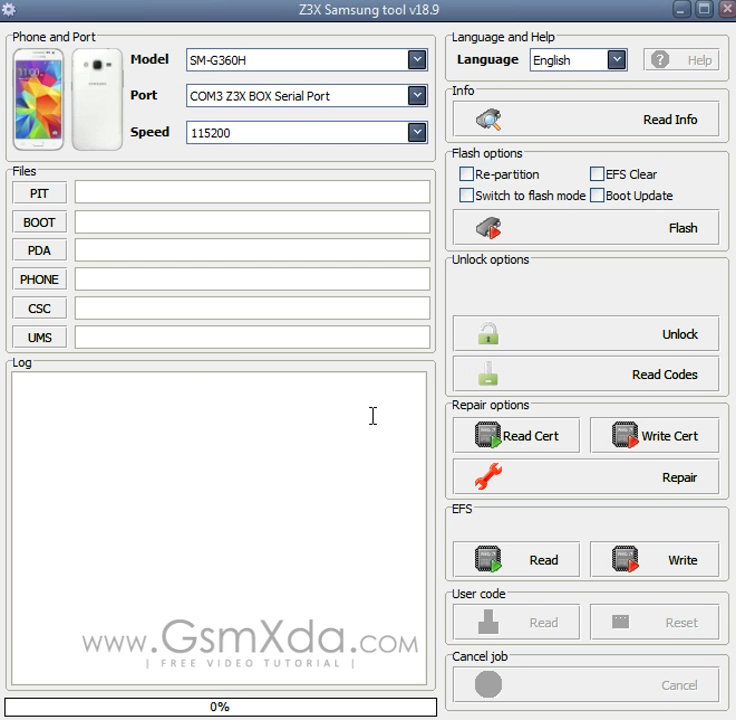 Z3X Samsung tool v18.9
Phone and Port
Model
SM-G360H
Port
COM3 Z3X BOX Serial Port
Speed
115200
Files
PIT
BOOT
PDA
PHONE
CSC
UMS
Log
www.GsmXda.com
| FREE VIDEO TUTORIAL |
0%
Language and Help
Language
English
Help
Info
Read Info
Flash options
Re-partition
EFS Clear
Switch to flash mode
Boot Update
Flash
Unlock options
Unlock
Read Codes
Repair options
Read Cert
Write Cert
Repair
EFS
Read
Write
User code
Read
Reset
Cancel job
Cancel